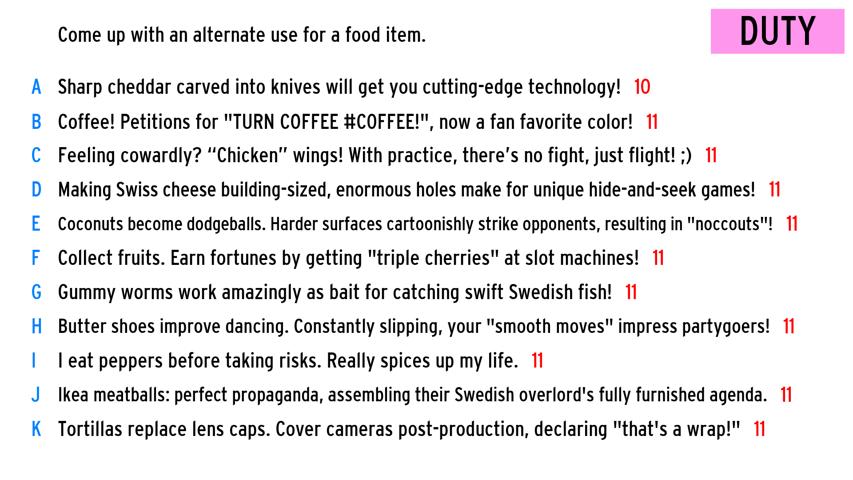 Come up with an alternate use for a food item.
DUTY
A Sharp cheddar carved into knives will get you cutting-edge technology! 10
B Coffee! Petitions for "TURN COFFEE #COFFEE!", now a fan favorite color! 11
C Feeling cowardly? “Chicken” wings! With practice, there’s no fight, just flight! ;) 11
D Making Swiss cheese building-sized, enormous holes make for unique hide-and-seek games! 11
E Coconuts become dodgeballs. Harder surfaces cartoonishly strike opponents, resulting in "noccouts"! 11
F Collect fruits. Earn fortunes by getting "triple cherries" at slot machines! 11
G Gummy worms work amazingly as bait for catching swift Swedish fish! 11
H Butter shoes improve dancing. Constantly slipping, your "smooth moves" impress partygoers! 11
I I eat peppers before taking risks. Really spices up my life. 11
J Ikea meatballs: perfect propaganda, assembling their Swedish overlord's fully furnished agenda. 11
K Tortillas replace lens caps. Cover cameras post-production, declaring "that's a wrap!" 11